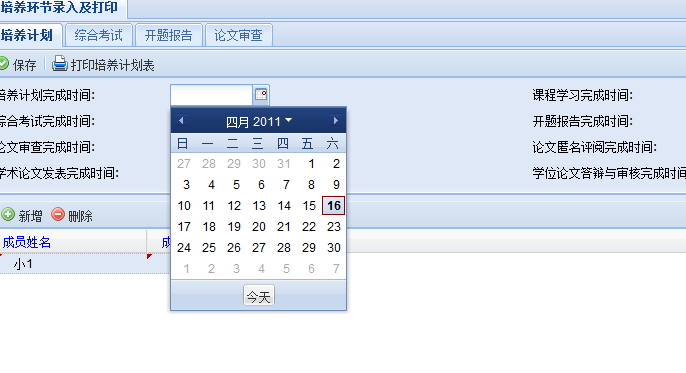 培养环节录入及打印
培养计划 综合考试 开题报告 论文审查
保存 打印培养计划表
培养计划完成时间: 课程学习完成时间:
综合考试完成时间: 开题报告完成时间:
论文审查完成时间: 论文匿名评阅完成时间:
学术论文发表完成时间: 学位论文答辩与审核完成时间
四月 2011
日 一 二 三 四 五 六
27 28 29 30 31 1 2
3 4 5 6 7 8 9
10 11 12 13 14 15 16
17 18 19 20 21 22 23
24 25 26 27 28 29 30
1 2 3 4 5 6 7
今天
新增 删除
成员姓名
小1